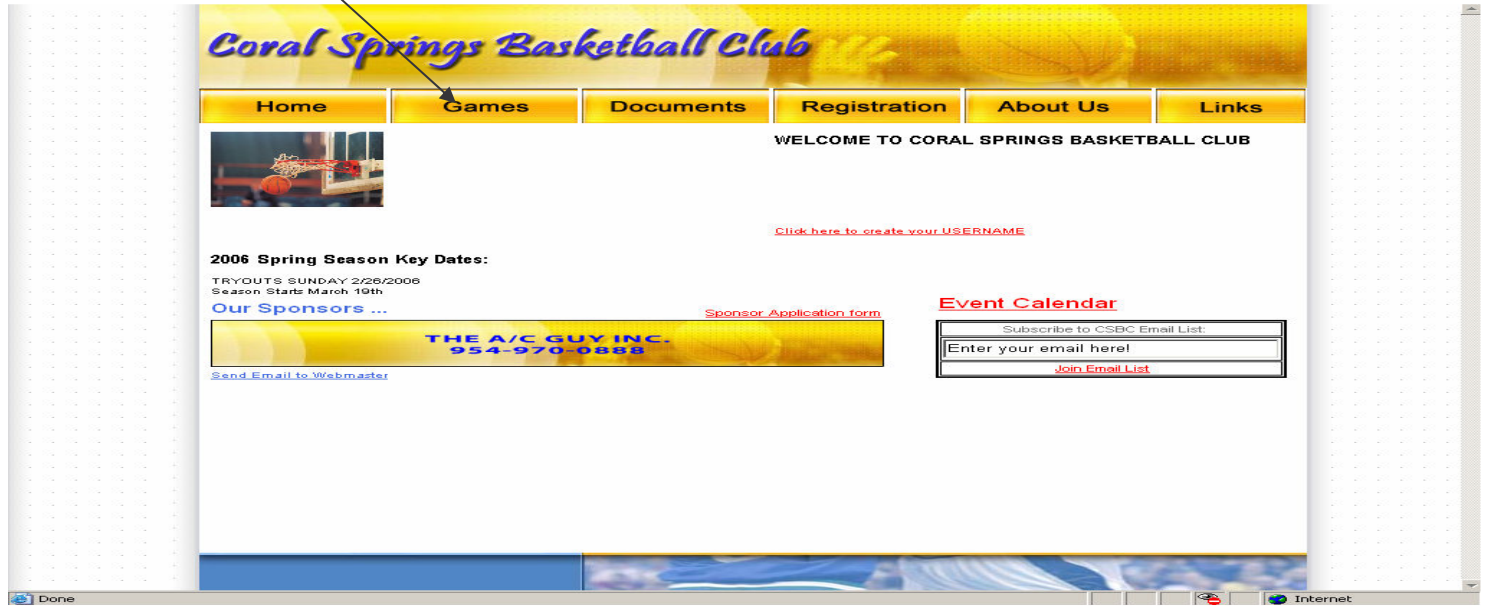 Coral Springs Basketball Club
Home Games Documents Registration About Us Links
WELCOME TO CORAL SPRINGS BASKETBALL CLUB
Click here to create your USERNAME
2006 Spring Season Key Dates:
TRYOUTS SUNDAY 2/26/2006
Season Starts March 19th
Our Sponsors ...
Sponsor Application form
THE A/C GUY INC.
954-970-0888
Send Email to Webmaster
Event Calendar
Subscribe to CSBC Email List:
Enter your email here!
Join Email List
Done
Internet